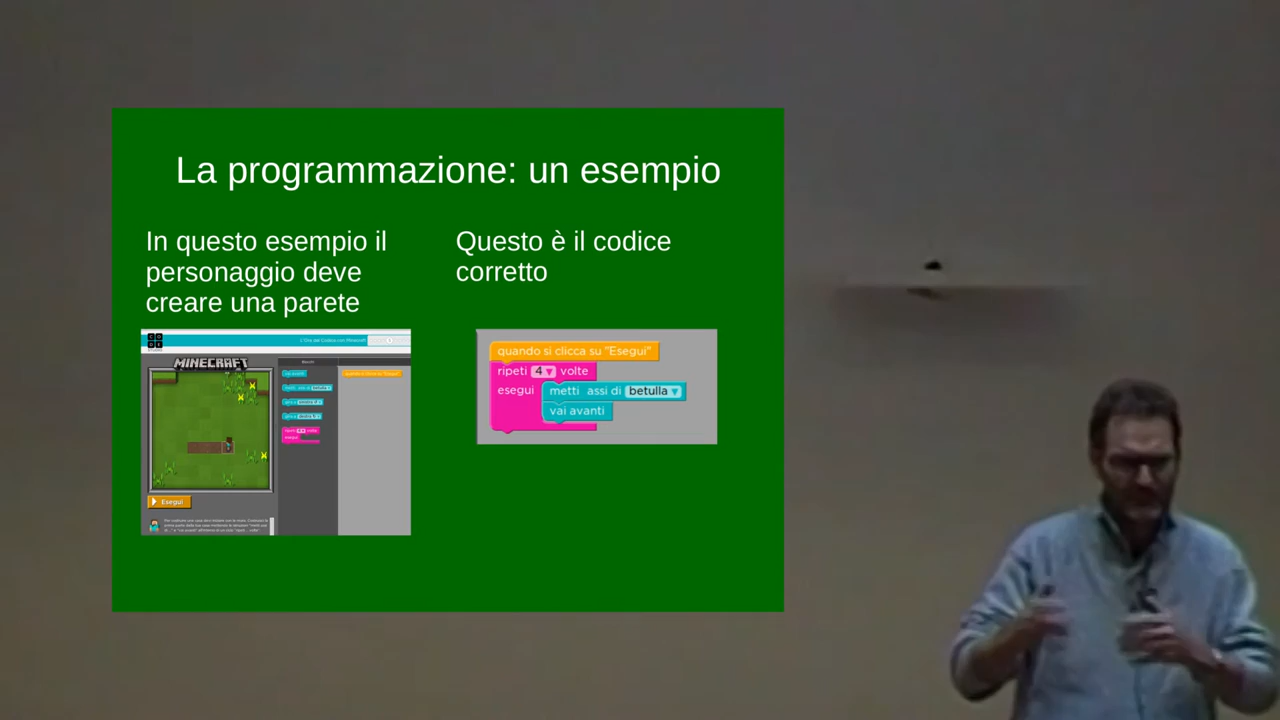 La programmazione: un esempio
In questo esempio il
personaggio deve
creare una parete
Questo è il codice
corretto
MINECRAFT
Esegui
quando si clicca su "Esegui"
ripeti 4 volte
esegui
metti assi di betulla
vai avanti